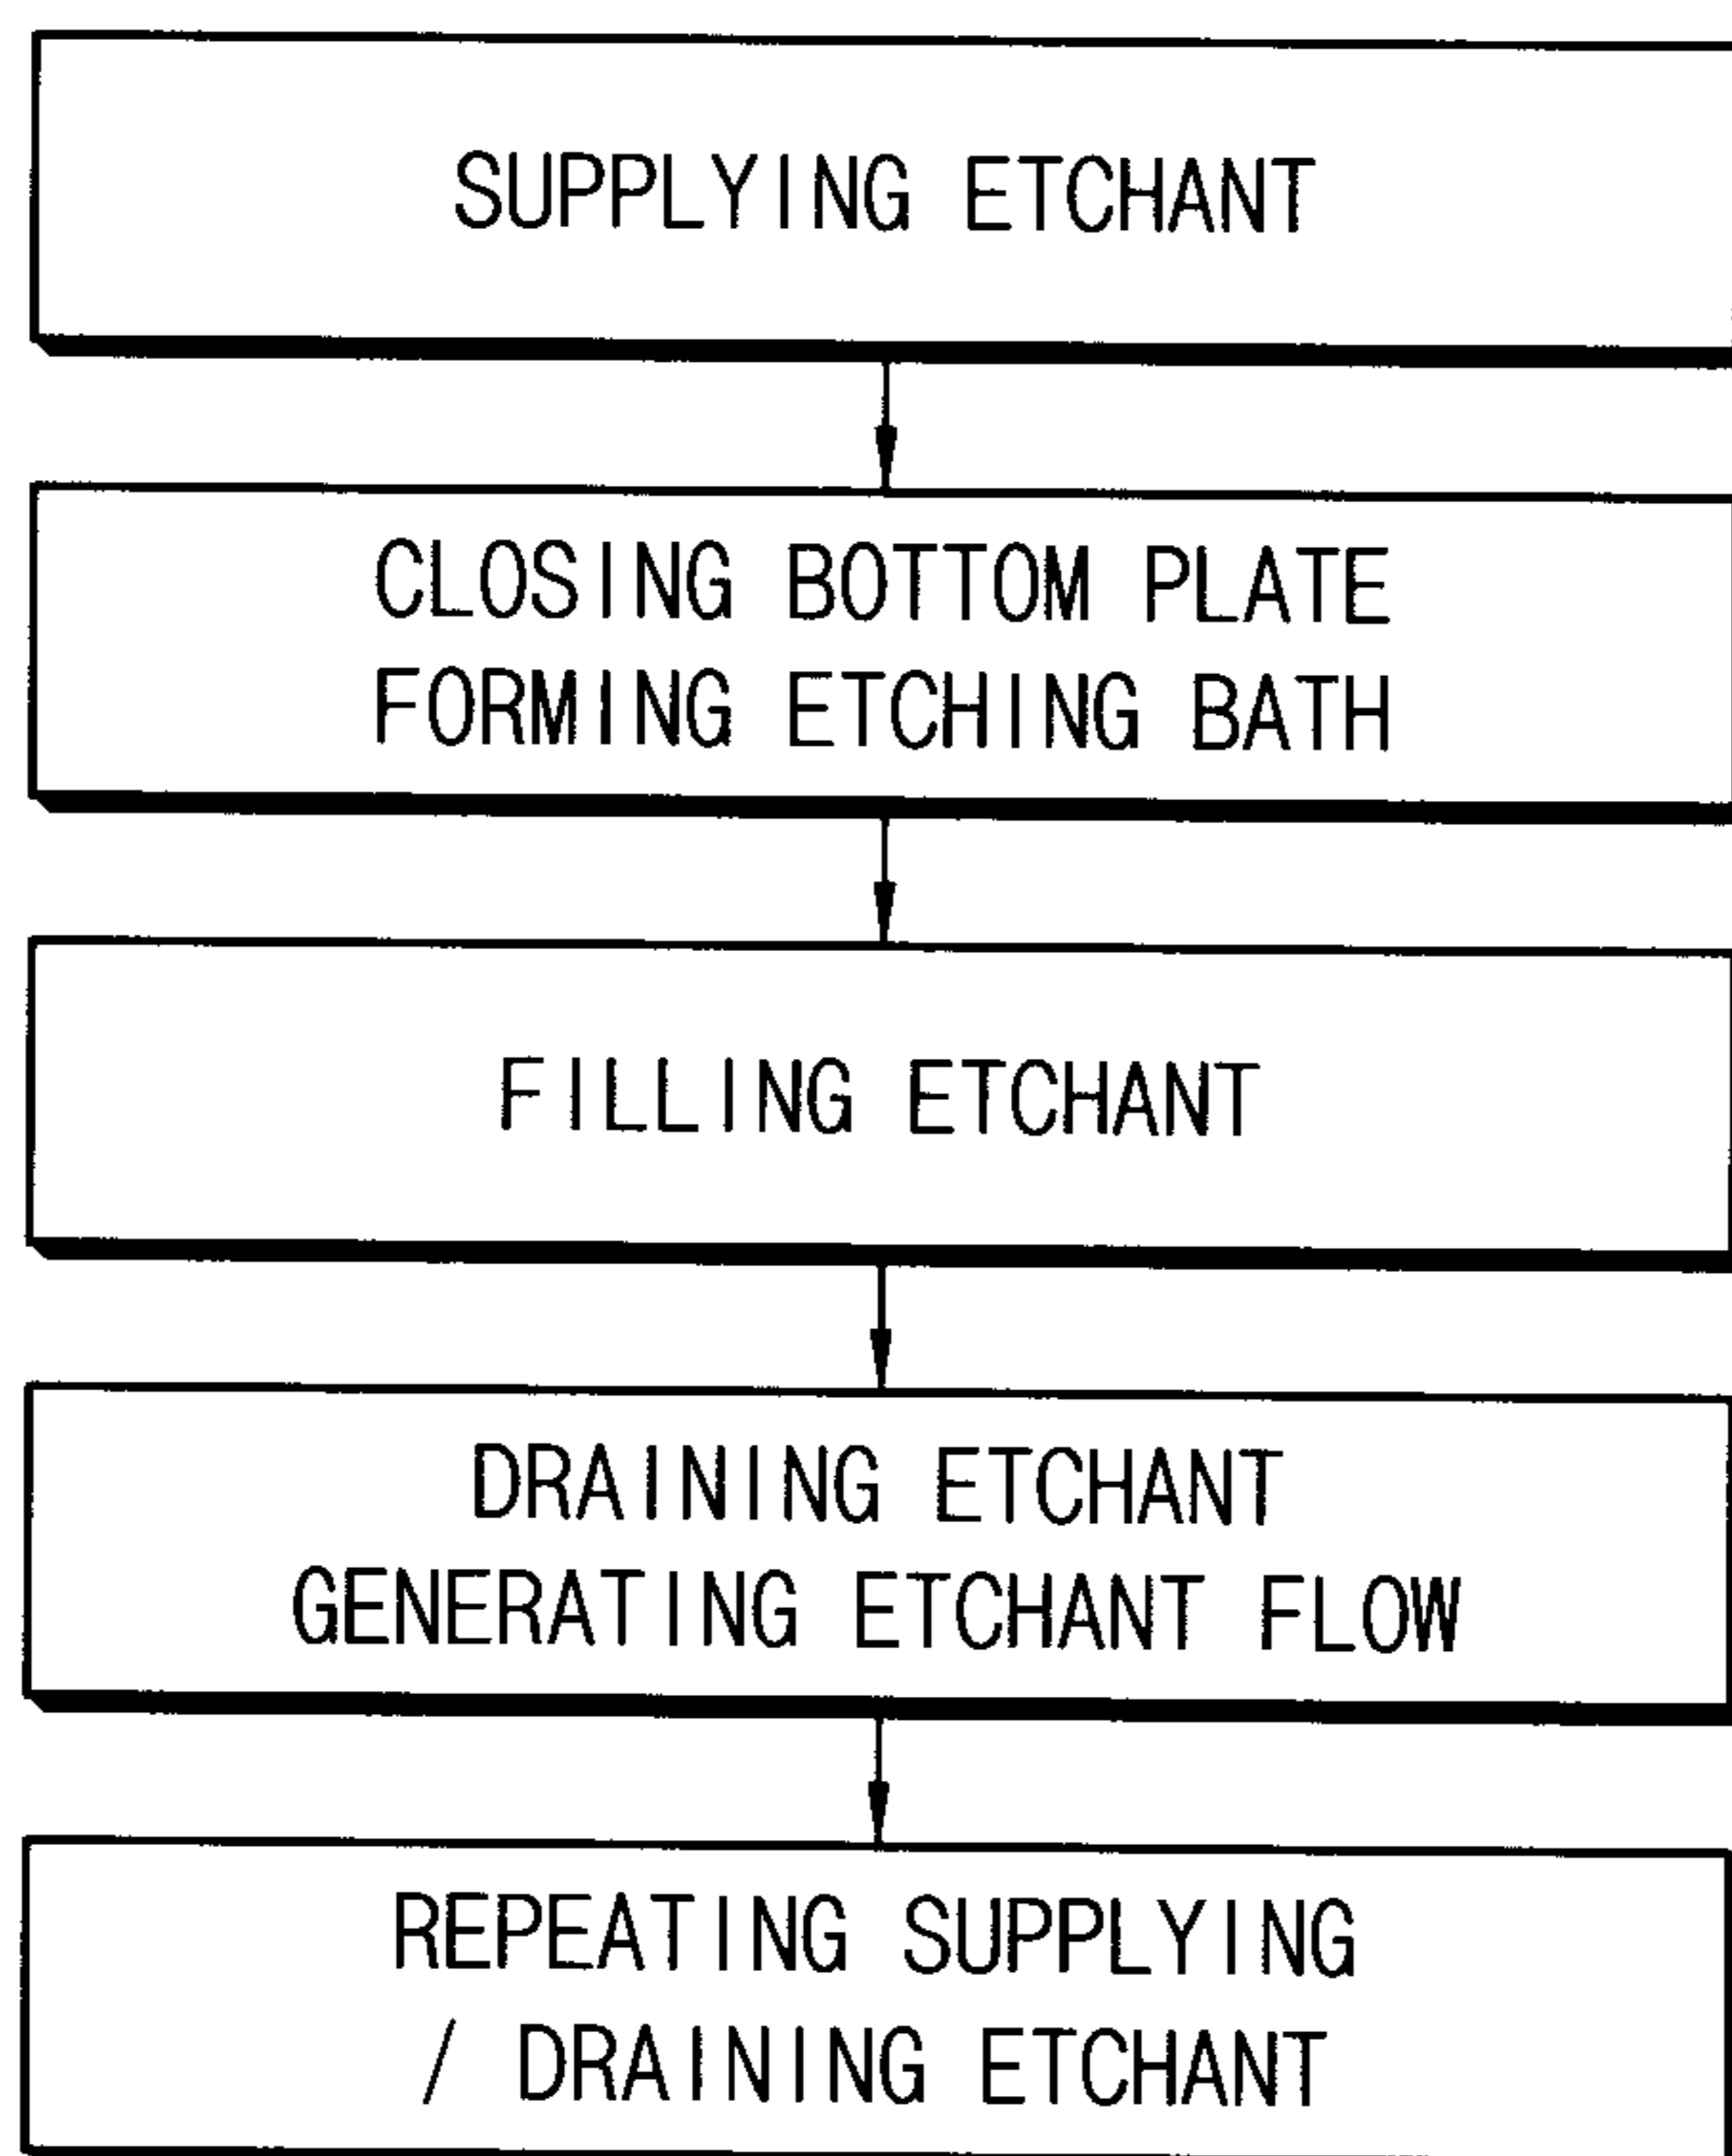 SUPPLYING ETCHANT
CLOSING BOTTOM PLATE
FORMING ETCHING BATH
FILLING ETCHANT
DRAINING ETCHANT
GENERATING ETCHANT FLOW
REPEATING SUPPLYING
/ DRAINING ETCHANT